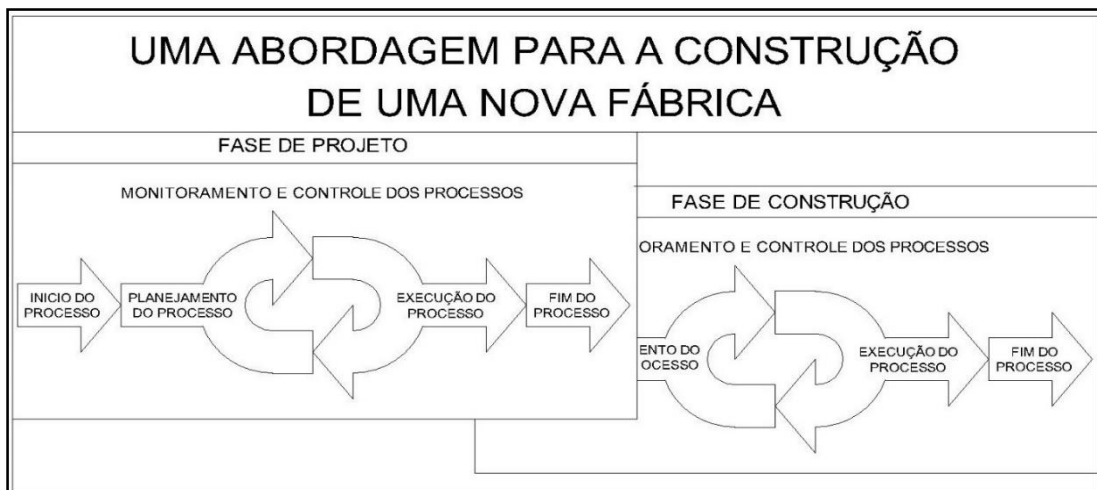 UMA ABORDAGEM PARA A CONSTRUÇÃO
DE UMA NOVA FÁBRICA
FASE DE PROJETO
MONITORAMENTO E CONTROLE DOS PROCESSOS
INICIO DO
PROCESSO
PLANEJAMENTO
DO PROCESSO
EXECUÇÃO DO
PROCESSO
FIM DO
PROCESSO
FASE DE CONSTRUÇÃO
ORAMENTO E CONTROLE DOS PROCESSOS
ENTO DO
OCESSO
EXECUÇÃO DO
PROCESSO
FIM DO
PROCESSO